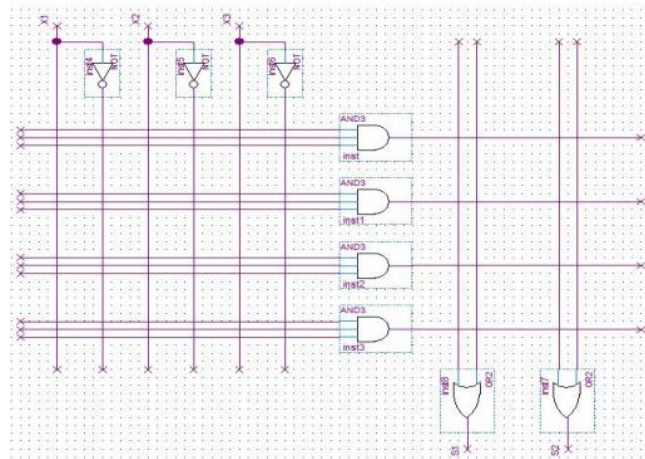 X1
X2
X3
inst4
NOT
inst5
NOT
inst6
NOT
AND3
inst
AND3
inst1
AND3
inst2
AND3
inst3
inst8
OR2
inst7
OR2
S1
S2